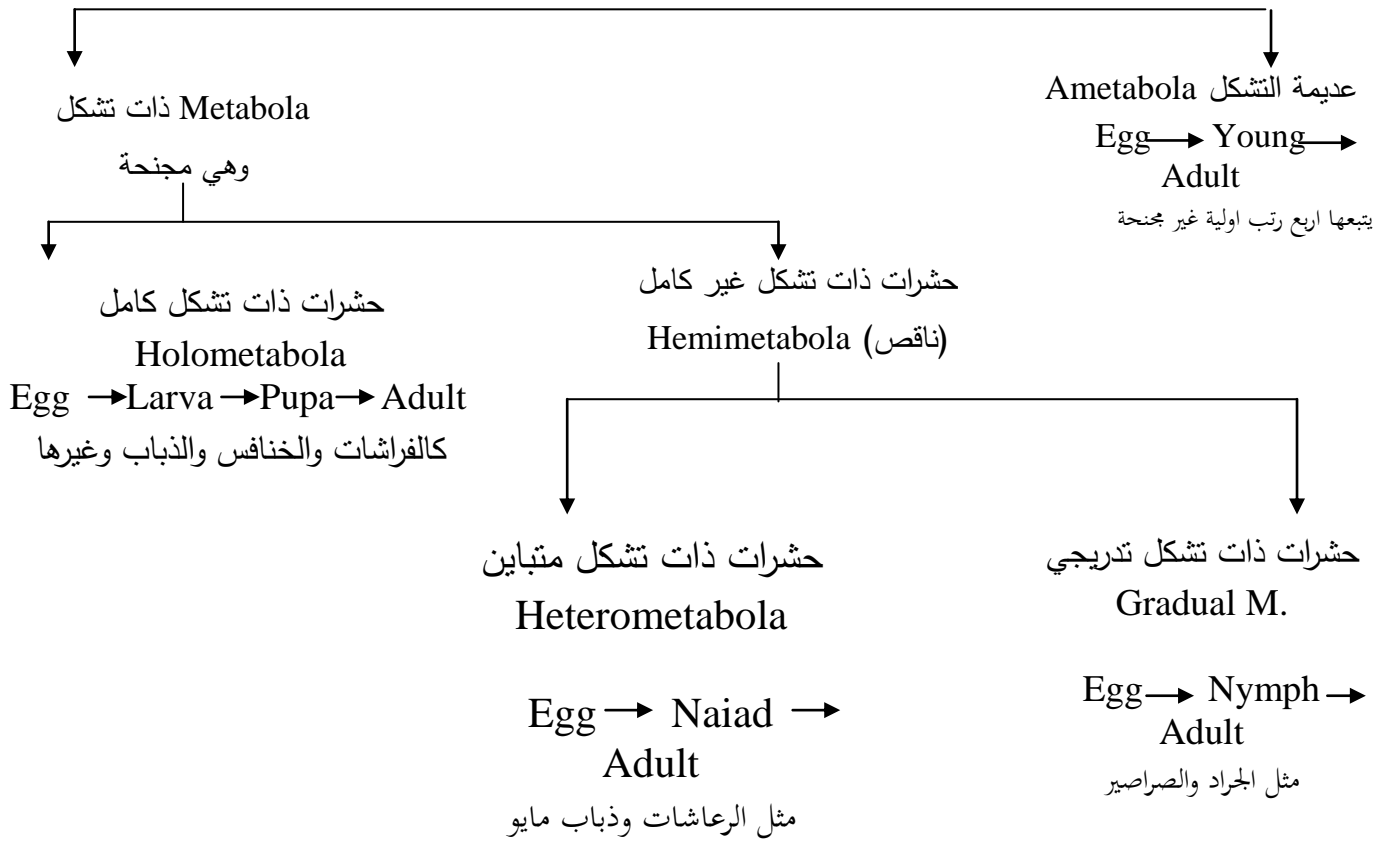 عديمة التشكل Ametabola
Egg → Young →
Adult
يتبعها اربع رتب اولية غير مجنحة
Metabola ذات تشكل
وهي مجنحة
حشرات ذات تشكل غير كامل
(ناقص) Hemimetabola
حشرات ذات تشكل كامل
Holometabola
Egg → Larva → Pupa → Adult
كالفراشات والخنافس والذباب وغيرها
حشرات ذات تشكل تدريجي
Gradual M.
Egg → Nymph →
Adult
مثل الجراد والصراصير
حشرات ذات تشكل متباين
Heterometabola
Egg → Naiad →
Adult
مثل الرعاشات وذباب مايو